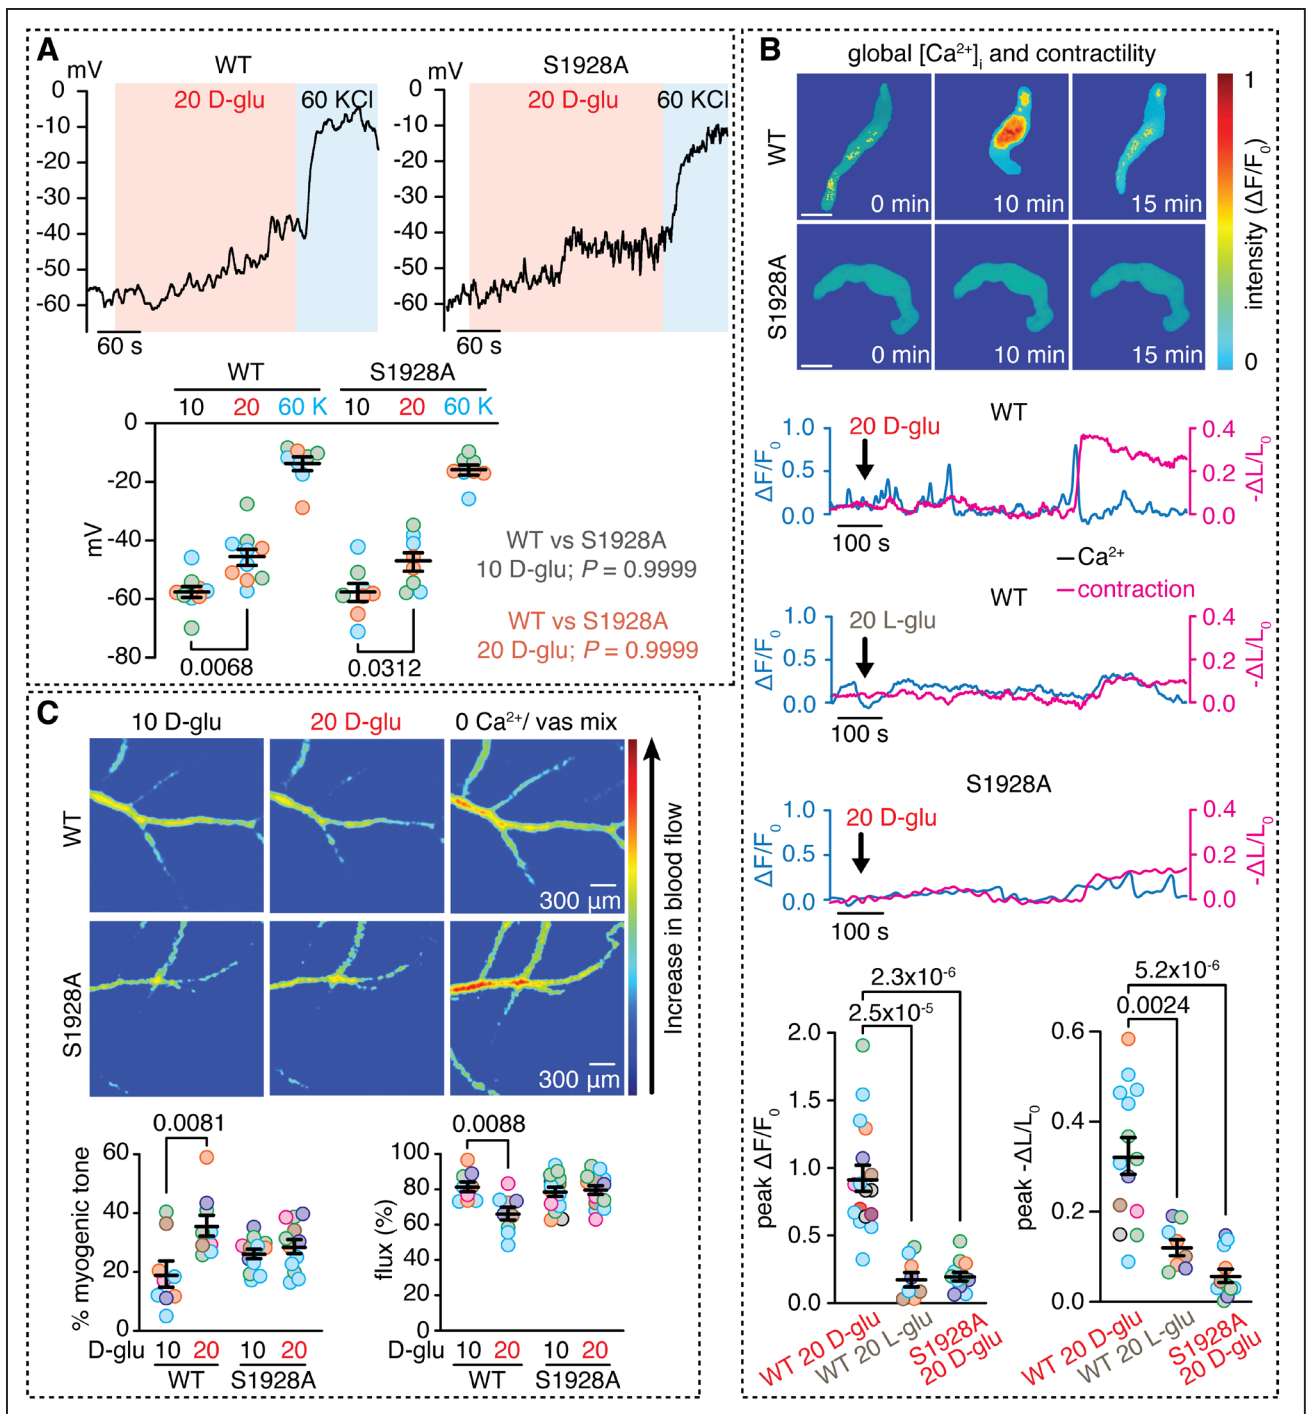 A
mV
WT
20 D-glu
60 KCl
0
-10
-20
-30
-40
-50
-60
60 s
mV
S1928A
20 D-glu
60 KCl
0
-10
-20
-30
-40
-50
-60
60 s
WT
S1928A
10
20
60 K
10
20
60 K
mV
0
-20
-40
-60
-80
0.0068
0.0312
WT vs S1928A
10 D-glu; P = 0.9999
WT vs S1928A
20 D-glu; P = 0.9999
B
global [Ca²⁺]i and contractility
WT
0 min
10 min
15 min
S1928A
0 min
10 min
15 min
1
0
intensity (ΔF/F₀)
WT
20 D-glu
1.0
0.5
0.0
ΔF/F₀
0.4
0.2
0.0
-ΔL/L₀
100 s
Ca²⁺
contraction
WT
20 L-glu
1.0
0.5
0.0
ΔF/F₀
0.4
0.2
0.0
-ΔL/L₀
100 s
S1928A
20 D-glu
1.0
0.5
0.0
ΔF/F₀
0.4
0.2
0.0
-ΔL/L₀
100 s
2.3x10⁻⁶
2.5x10⁻⁵
2.0
1.5
1.0
0.5
0.0
peak ΔF/F₀
WT 20 D-glu
WT 20 L-glu
S1928A
20 D-glu
5.2x10⁻⁶
0.0024
0.6
0.4
0.2
0.0
peak -ΔL/L₀
WT 20 D-glu
WT 20 L-glu
S1928A
20 D-glu
C
10 D-glu
20 D-glu
0 Ca²⁺/ vas mix
WT
300 µm
S1928A
300 µm
Increase in blood flow
0.0081
60
40
20
0
% myogenic tone
D-glu
10
20
10
20
WT
S1928A
0.0088
100
80
60
40
20
0
flux (%)
D-glu
10
20
10
20
WT
S1928A